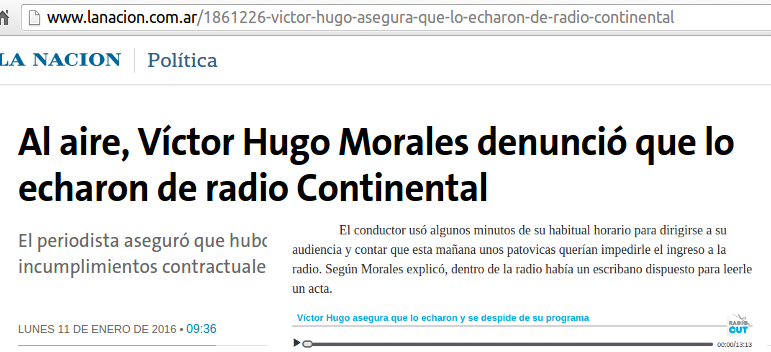 www.lanacion.com.ar/1861226-victor-hugo-asegura-que-lo-echaron-de-radio-continental
LA NACION Política
Al aire, Víctor Hugo Morales denunció que lo
echaron de radio Continental
El periodista aseguró que hubo
incumplimientos contractuale
LUNES 11 DE ENERO DE 2016 • 09:36
El conductor usó algunos minutos de su habitual horario para dirigirse a su
audiencia y contar que esta mañana unos patovicas querían impedirle el ingreso a la
radio. Según Morales explicó, dentro de la radio había un escribano dispuesto para leerle
un acta.
Víctor Hugo asegura que lo echaron y se despide de su programa
RADIO
CUT
00:00/13:13